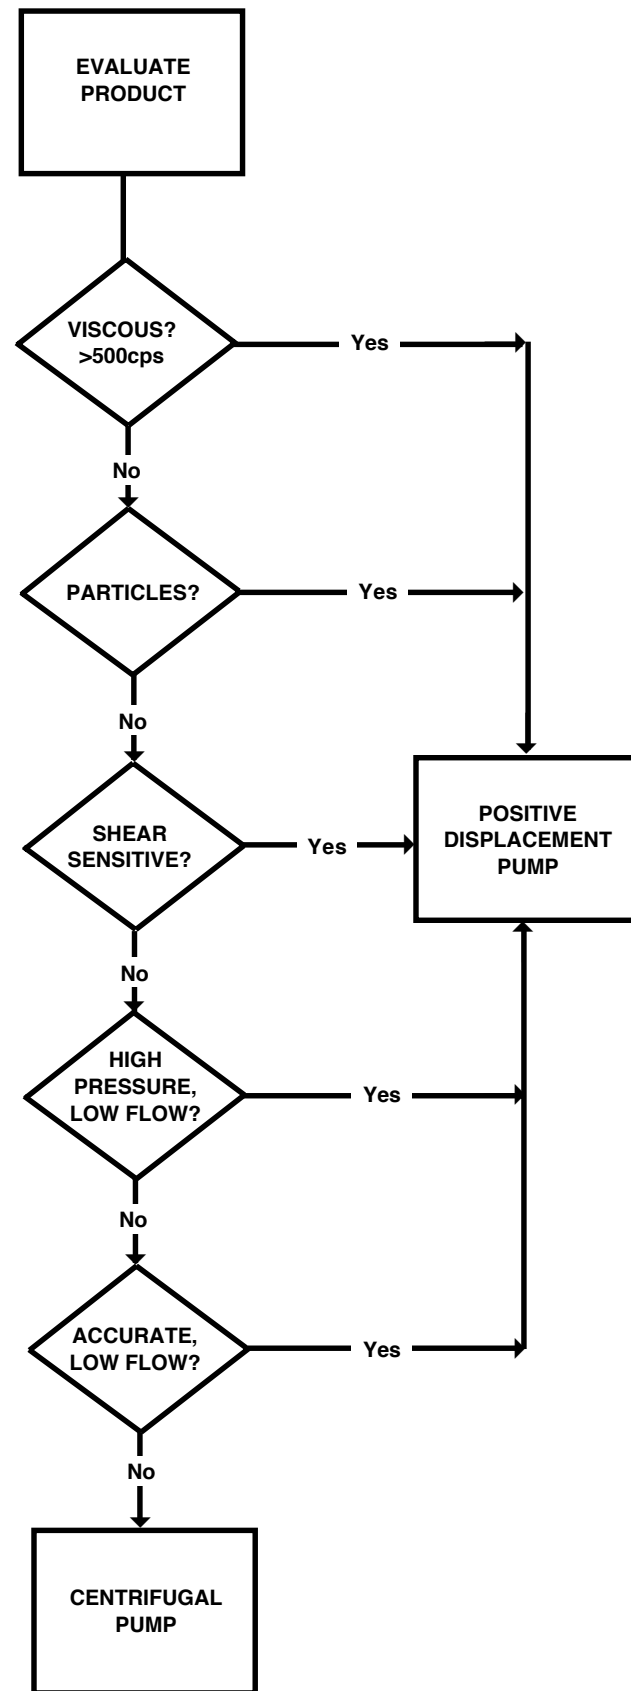 EVALUATE
PRODUCT
VISCOUS?
>500cps
Yes
No
PARTICLES?
Yes
No
SHEAR
SENSITIVE?
Yes
POSITIVE
DISPLACEMENT
PUMP
No
HIGH
PRESSURE,
LOW FLOW?
Yes
No
ACCURATE,
LOW FLOW?
Yes
No
CENTRIFUGAL
PUMP